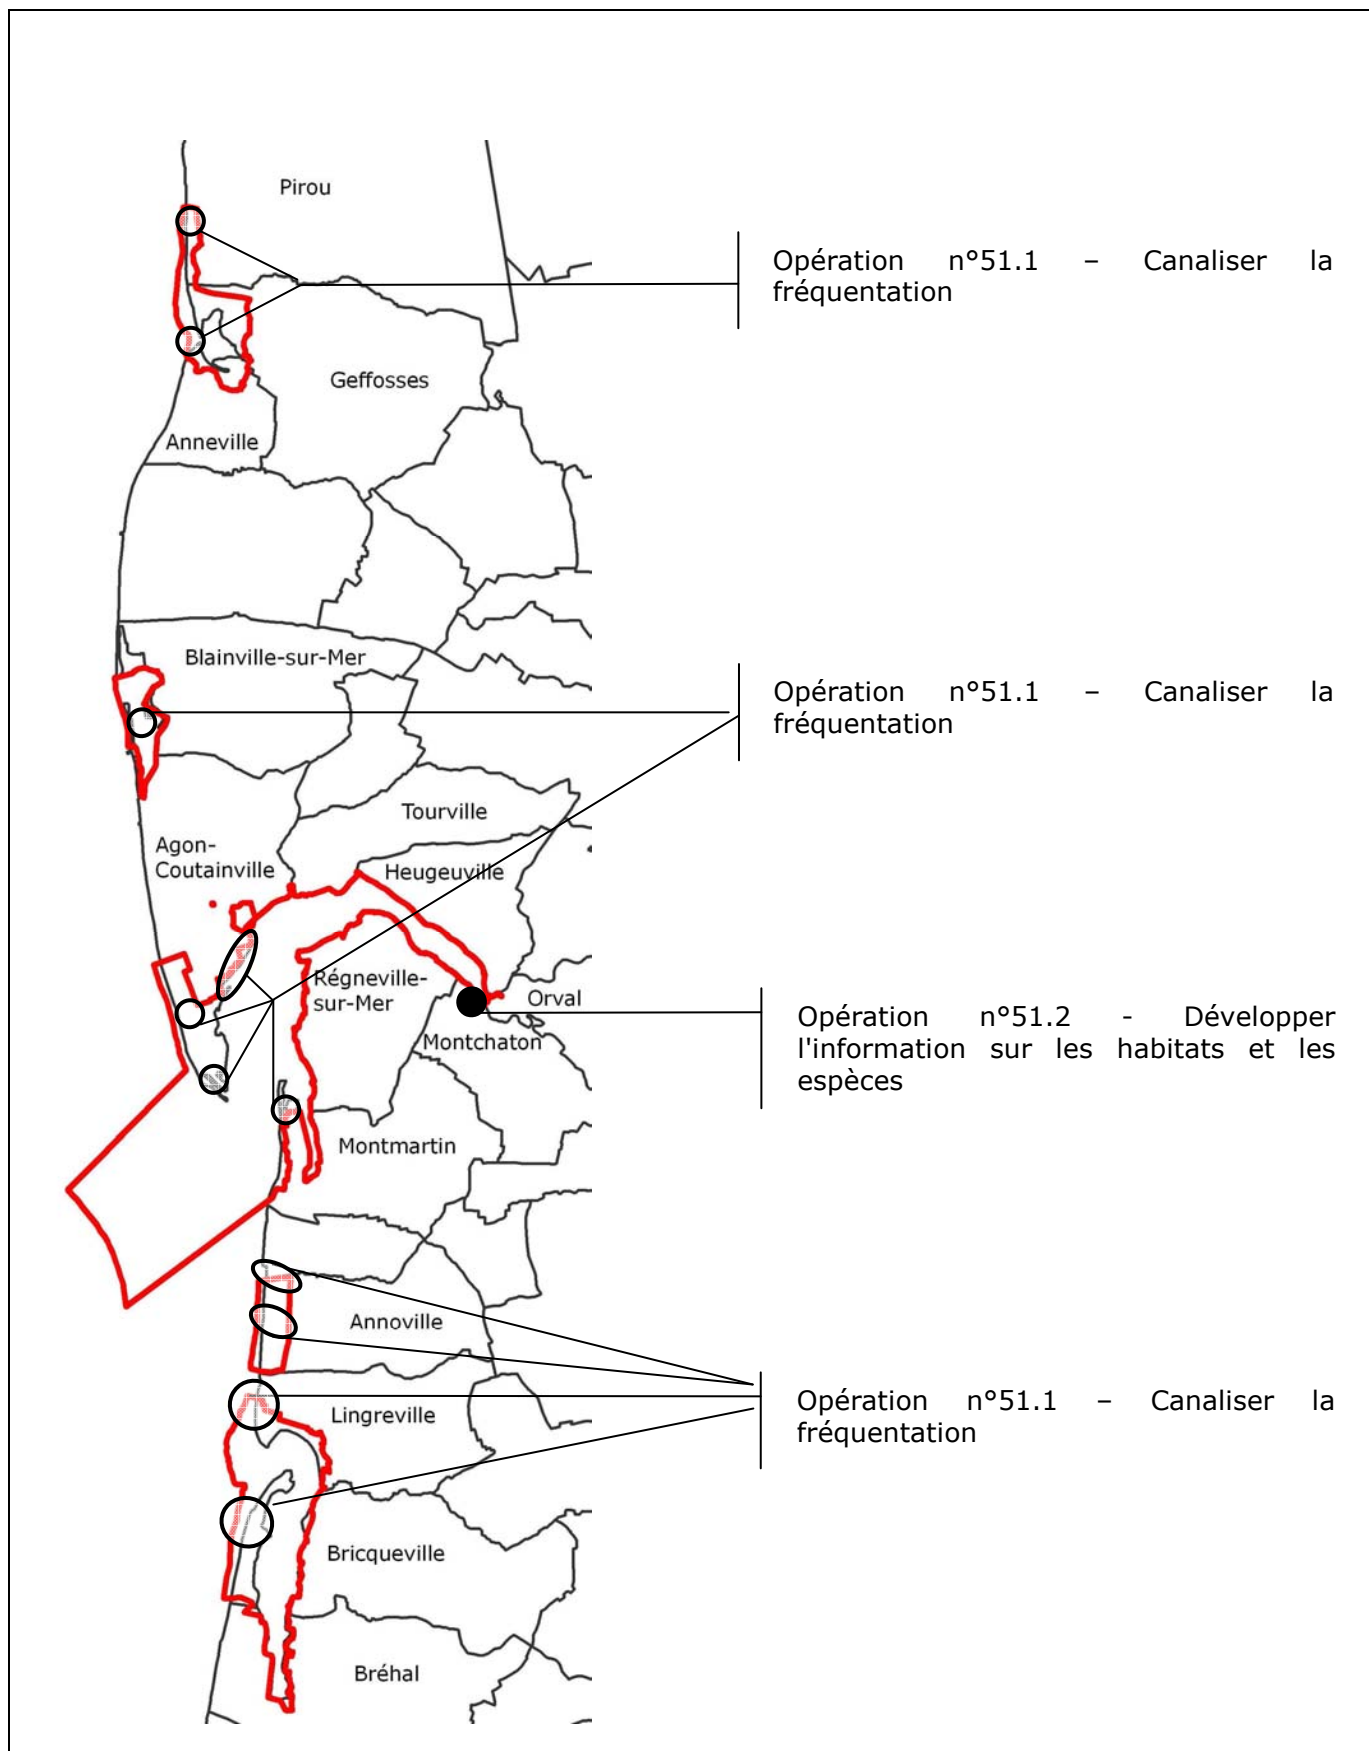 Pirou
Opération n°51.1 – Canaliser la
fréquentation
Geffosses
Anneville
Blainville-sur-Mer
Opération n°51.1 – Canaliser la
fréquentation
Tourville
Agon-
Coutainville
Heugeuville
Régneville-
sur-Mer
Orval
Montchaton
Opération n°51.2 - Développer
l'information sur les habitats et les
espèces
Montmartin
Annoville
Lingreville
Opération n°51.1 – Canaliser la
fréquentation
Bricqueville
Bréhal